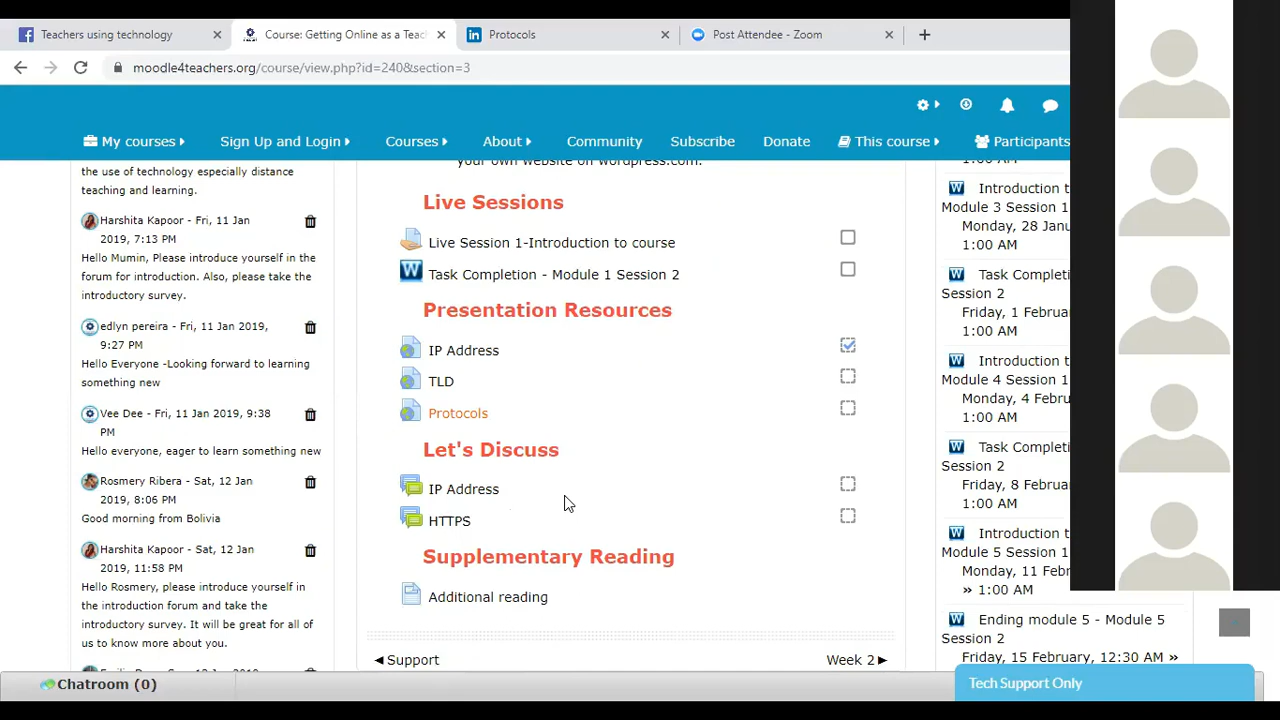 Teachers using technology
Course: Getting Online as a Teac
Protocols
Post Attendee - Zoom
moodle4teachers.org/course/view.php?id=240&section=3
My courses
Sign Up and Login
Courses
About
Community
Subscribe
Donate
This course
Participants
the use of technology especially distance
teaching and learning.
Harshita Kapoor - Fri, 11 Jan
2019, 7:13 PM
Hello Mumin, Please introduce yourself in the
forum for introduction. Also, please take the
introductory survey.
edlyn pereira - Fri, 11 Jan 2019,
9:27 PM
Hello Everyone -Looking forward to learning
something new
Vee Dee - Fri, 11 Jan 2019, 9:38
PM
Hello everyone, eager to learn something new
Rosmery Ribera - Sat, 12 Jan
2019, 8:06 PM
Good morning from Bolivia
Harshita Kapoor - Sat, 12 Jan
2019, 11:58 PM
Hello Rosmery, please introduce yourself in
the introduction forum and take the
introductory survey. It will be great for all of
us to know more about you.
your own website on wordpress.com.
Live Sessions
Live Session 1-Introduction to course
W Task Completion - Module 1 Session 2
Presentation Resources
IP Address
TLD
Protocols
Let's Discuss
IP Address
HTTPS
Supplementary Reading
Additional reading
◀ Support
Week 2 ▶
1:00 AM
W Introduction t
Module 3 Session 1
Monday, 28 Janu
1:00 AM
W Task Completi
Session 2
Friday, 1 Februa
1:00 AM
W Introduction t
Module 4 Session 1
Monday, 4 Febru
1:00 AM
W Task Completi
Session 2
Friday, 8 Februa
1:00 AM
W Introduction t
Module 5 Session 1
Monday, 11 Febr
» 1:00 AM
W Ending module 5 - Module 5
Session 2
Friday, 15 February, 12:30 AM »
Chatroom (0)
Tech Support Only